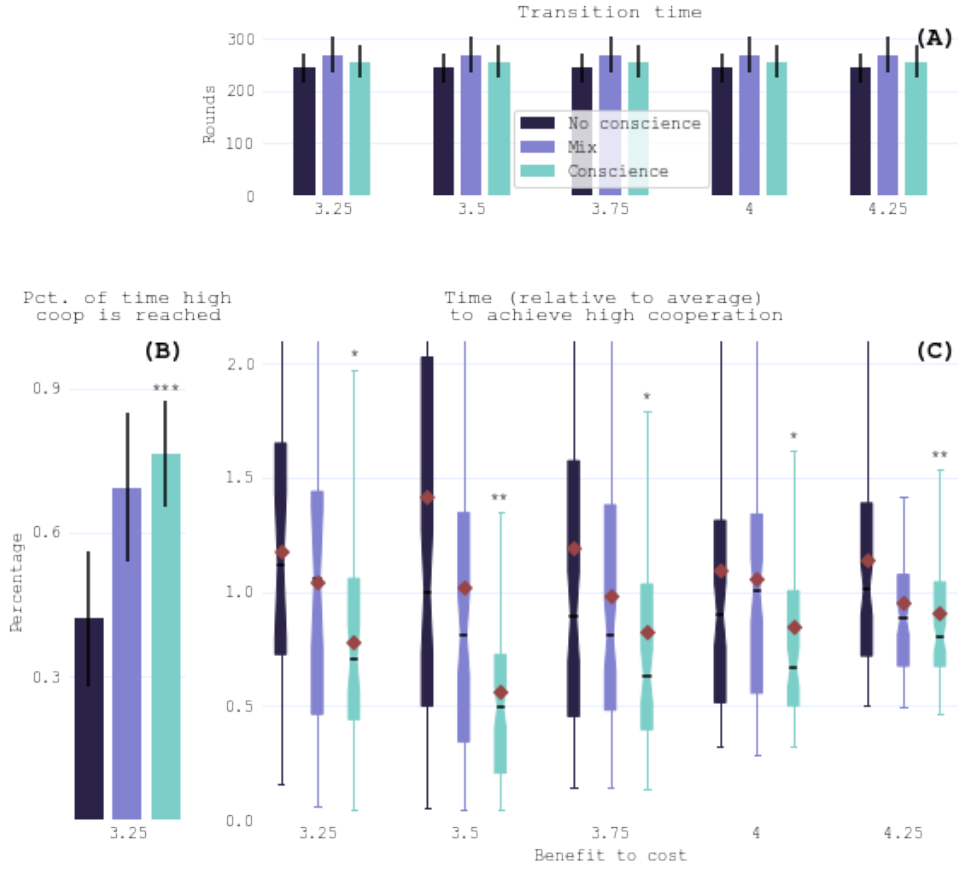 Transition time
(A)
300
200
100
0
Rounds
No conscience
Mix
Conscience
3.25
3.5
3.75
4
4.25
Pct. of time high
coop is reached
(B)
0.9
0.6
0.3
Percentage
***
3.25
Time (relative to average)
to achieve high cooperation
(C)
2.0
1.5
1.0
0.5
0.0
*
**
*
*
**
3.25
3.5
3.75
4
4.25
Benefit to cost